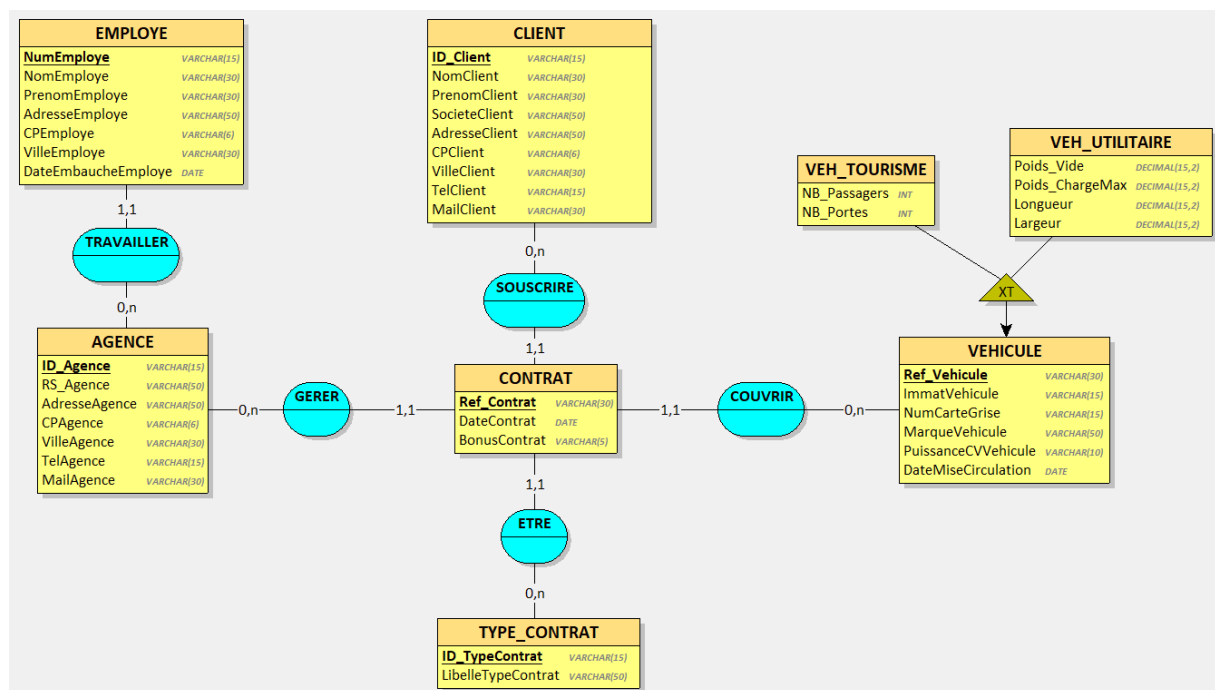 EMPLOYE
NumEmploye VARCHAR(15)
NomEmploye VARCHAR(30)
PrenomEmploye VARCHAR(30)
AdresseEmploye VARCHAR(50)
CPEmploye VARCHAR(6)
VilleEmploye VARCHAR(30)
DateEmbaucheEmploye DATE
1,1
TRAVAILLER
0,n
AGENCE
ID_Agence VARCHAR(15)
RS_Agence VARCHAR(50)
AdresseAgence VARCHAR(50)
CPAgence VARCHAR(6)
VilleAgence VARCHAR(30)
TelAgence VARCHAR(15)
MailAgence VARCHAR(30)
0,n
GERER
1,1
CLIENT
ID_Client VARCHAR(15)
NomClient VARCHAR(30)
PrenomClient VARCHAR(30)
SocieteClient VARCHAR(50)
AdresseClient VARCHAR(50)
CPClient VARCHAR(6)
VilleClient VARCHAR(30)
TelClient VARCHAR(15)
MailClient VARCHAR(30)
0,n
SOUSCRIRE
1,1
CONTRAT
Ref_Contrat VARCHAR(30)
DateContrat DATE
BonusContrat VARCHAR(5)
1,1
ETRE
0,n
TYPE_CONTRAT
ID_TypeContrat VARCHAR(15)
LibelleTypeContrat VARCHAR(50)
1,1
COUVRIR
0,n
VEH_TOURISME
NB_Passagers INT
NB_Portes INT
VEH_UTILITAIRE
Poids_Vide DECIMAL(15,2)
Poids_ChargeMax DECIMAL(15,2)
Longueur DECIMAL(15,2)
Largeur DECIMAL(15,2)
XT
VEHICULE
Ref_Vehicule VARCHAR(30)
ImmatVehicule VARCHAR(15)
NumCarteGrise VARCHAR(15)
MarqueVehicule VARCHAR(50)
PuissanceCVVehicule VARCHAR(10)
DateMiseCirculation DATE